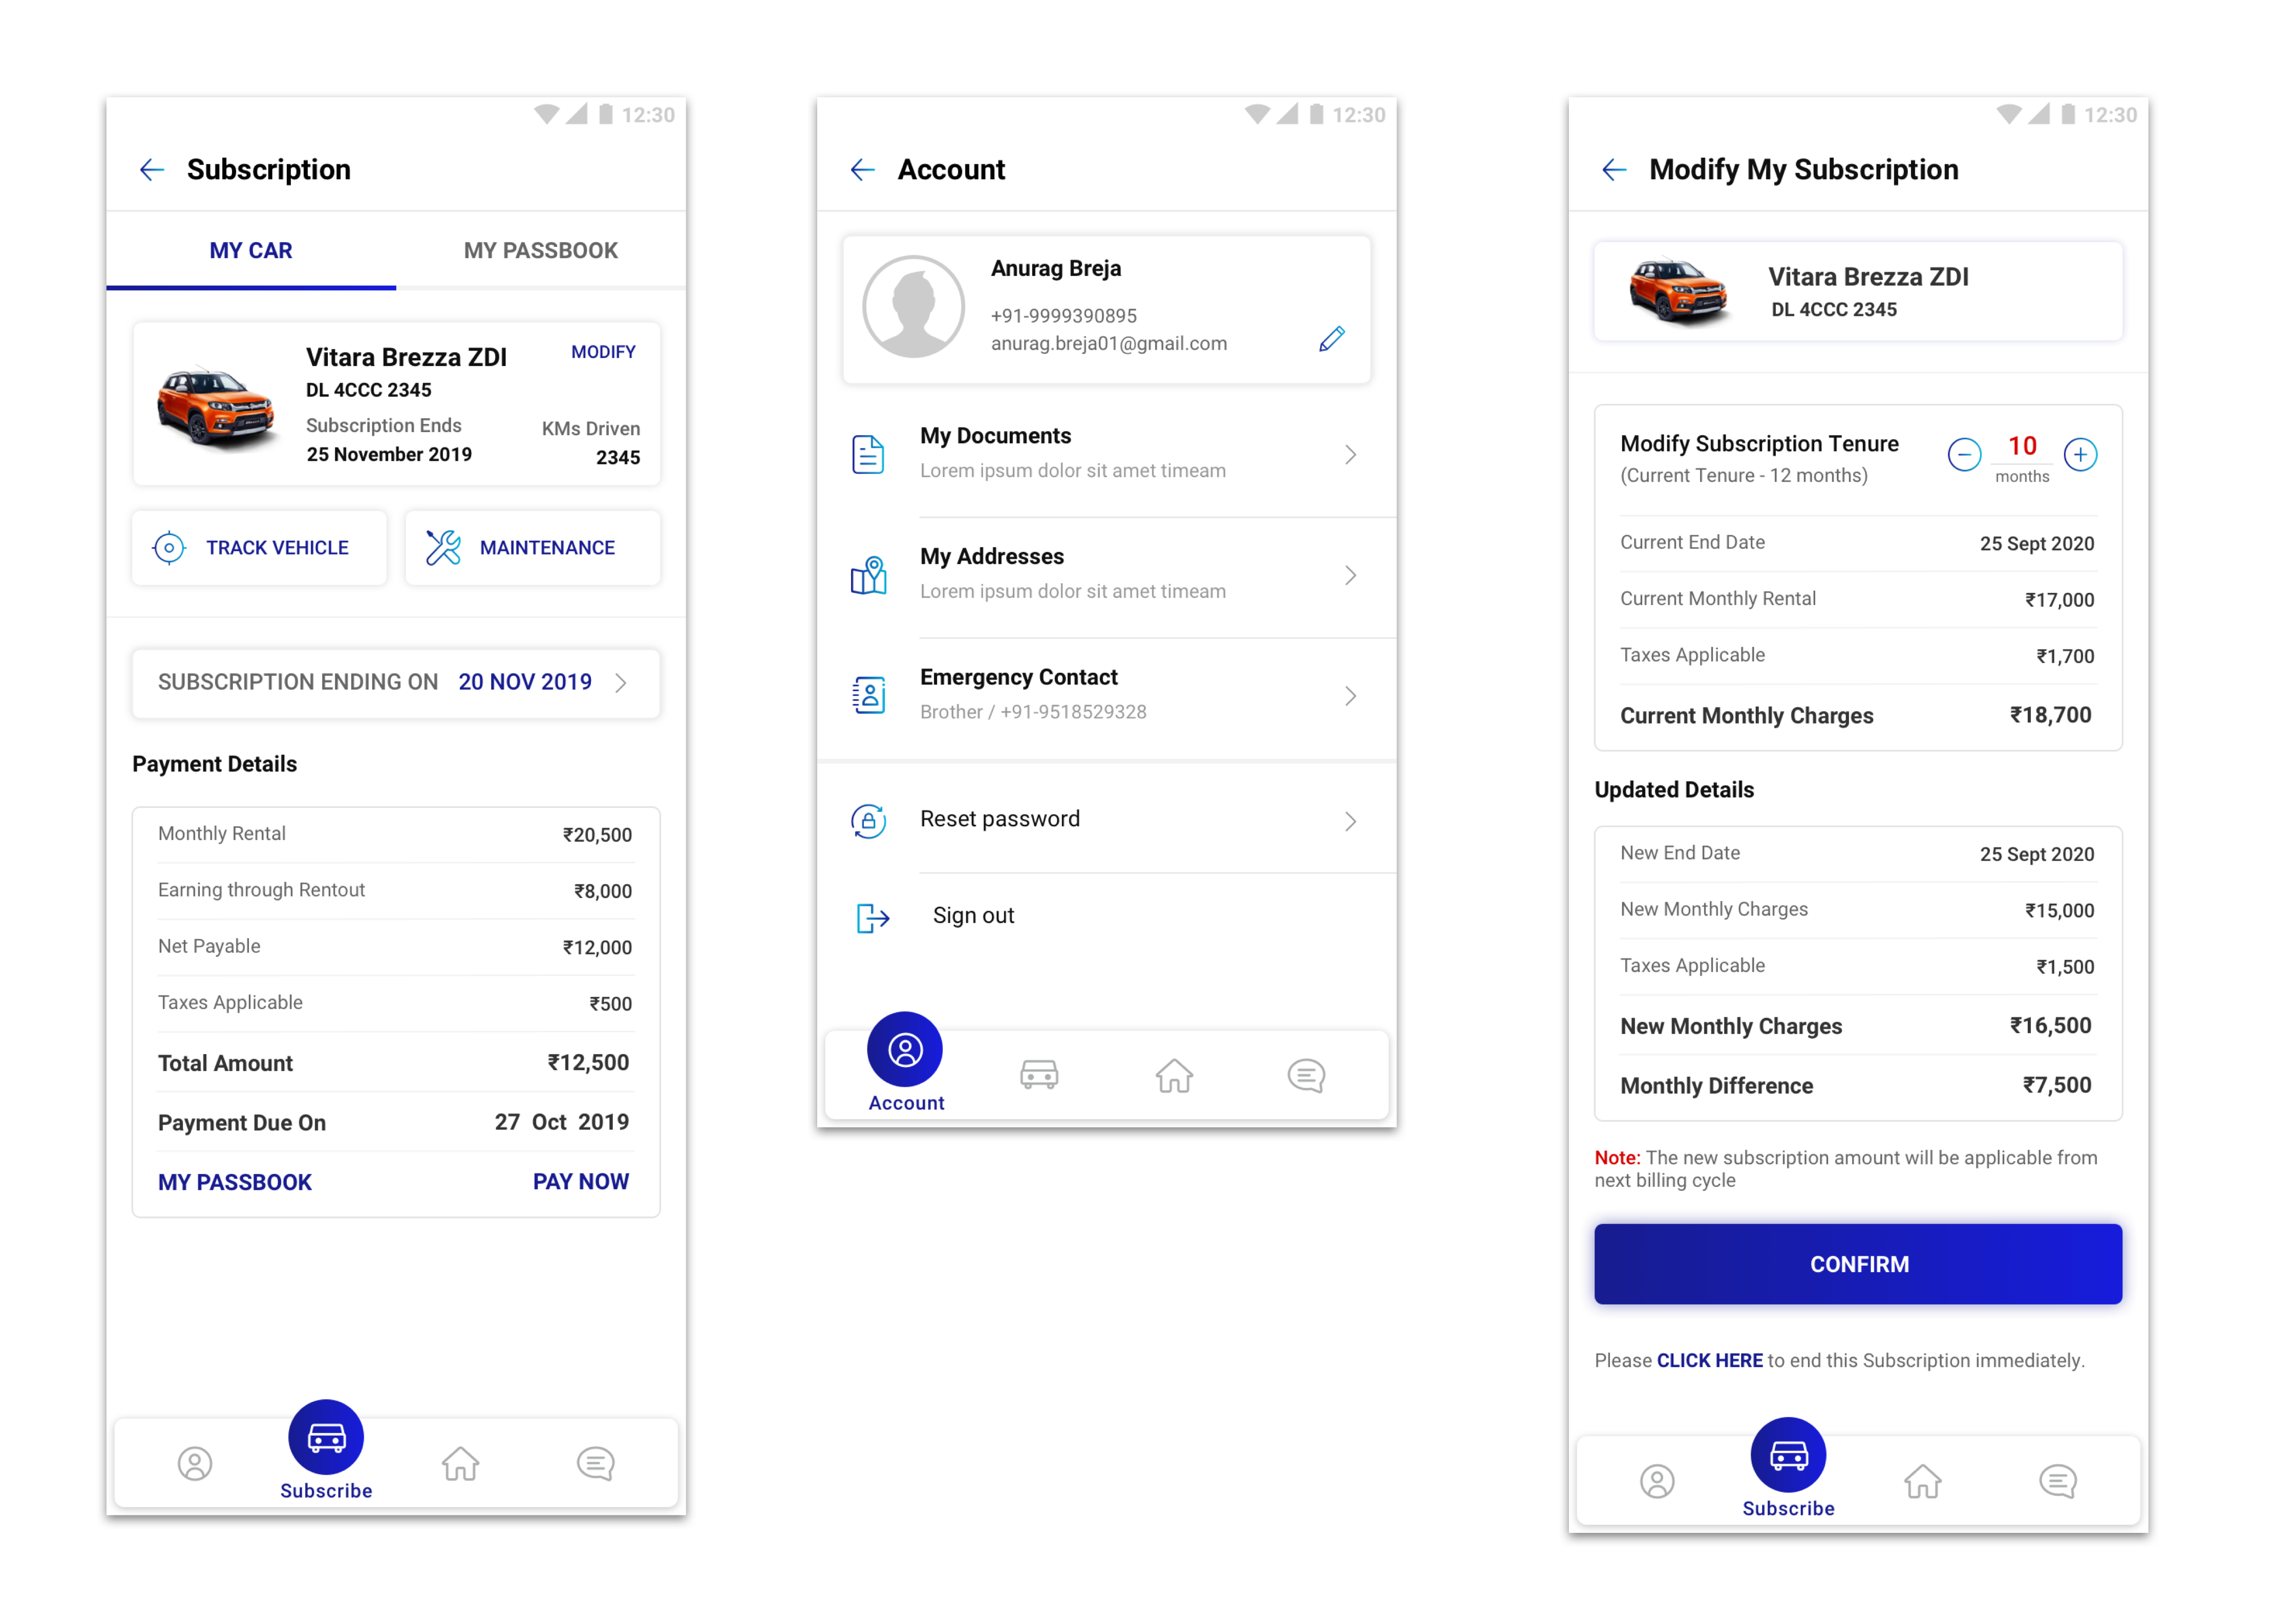 12:30
Subscription
MY CAR MY PASSBOOK
Vitara Brezza ZDI MODIFY
DL 4CCC 2345
Subscription Ends KMs Driven
25 November 2019 2345
TRACK VEHICLE MAINTENANCE
SUBSCRIPTION ENDING ON 20 NOV 2019
Payment Details
Monthly Rental ₹20,500
Earning through Rentout ₹8,000
Net Payable ₹12,000
Taxes Applicable ₹500
Total Amount ₹12,500
Payment Due On 27 Oct 2019
MY PASSBOOK PAY NOW
Subscribe
12:30
Account
Anurag Breja
+91-9999390895
anurag.breja01@gmail.com
My Documents
Lorem ipsum dolor sit amet timeam
My Addresses
Lorem ipsum dolor sit amet timeam
Emergency Contact
Brother / +91-9518529328
Reset password
Sign out
Account
12:30
Modify My Subscription
Vitara Brezza ZDI
DL 4CCC 2345
Modify Subscription Tenure 10
(Current Tenure - 12 months) months
Current End Date 25 Sept 2020
Current Monthly Rental ₹17,000
Taxes Applicable ₹1,700
Current Monthly Charges ₹18,700
Updated Details
New End Date 25 Sept 2020
New Monthly Charges ₹15,000
Taxes Applicable ₹1,500
New Monthly Charges ₹16,500
Monthly Difference ₹7,500
Note: The new subscription amount will be applicable from
next billing cycle
CONFIRM
Please CLICK HERE to end this Subscription immediately.
Subscribe